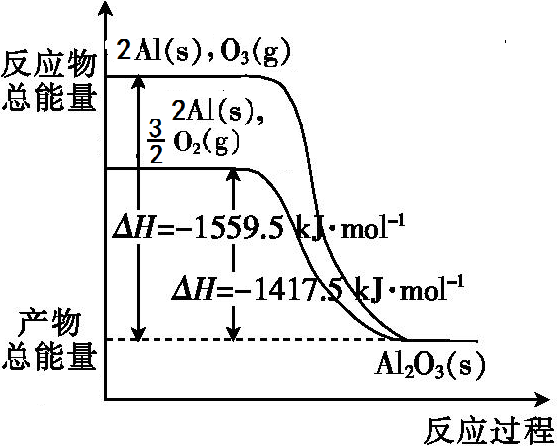 反应物
总能量
2Al(s),O₃(g)
2Al(s),
3/2 O₂(g)
ΔH=−1559.5 kJ·mol⁻¹
ΔH=−1417.5 kJ·mol⁻¹
产物
总能量
Al₂O₃(s)
反应过程